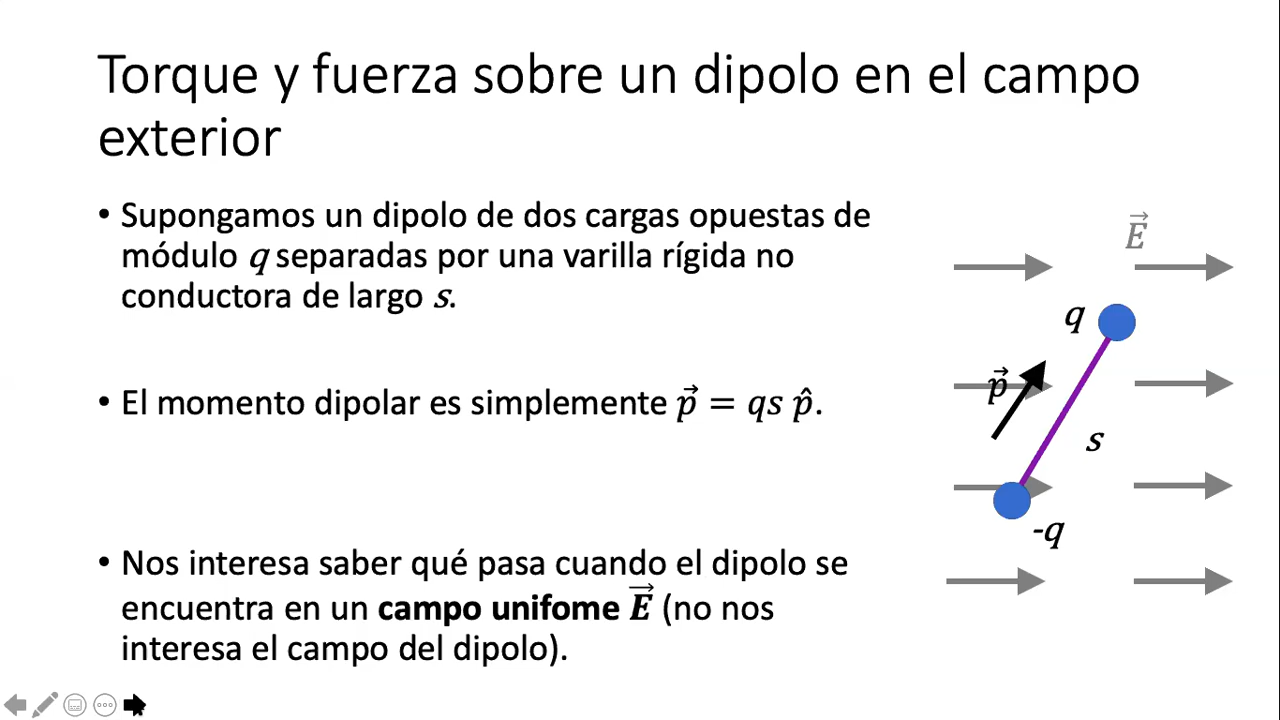 Torque y fuerza sobre un dipolo en el campo
exterior
• Supongamos un dipolo de dos cargas opuestas de
módulo q separadas por una varilla rígida no
conductora de largo s.
• El momento dipolar es simplemente p⃗ = qs p̂.
• Nos interesa saber qué pasa cuando el dipolo se
encuentra en un campo unifome E⃗ (no nos
interesa el campo del dipolo).
E⃗
q
p⃗
s
-q